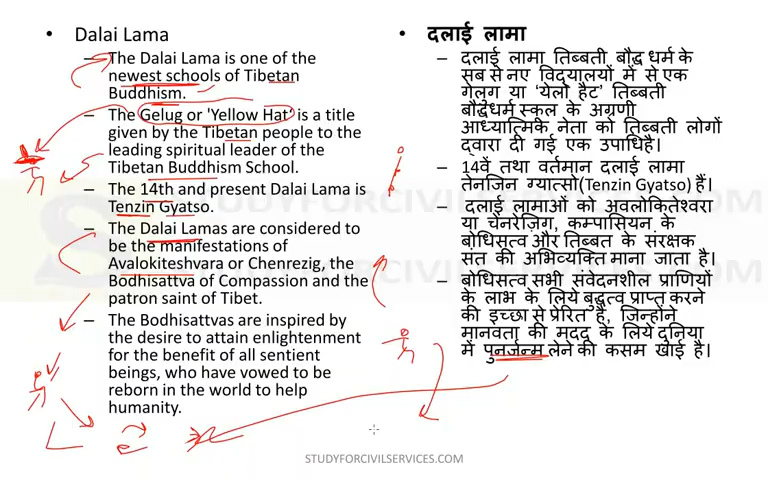 • Dalai Lama
– The Dalai Lama is one of the
newest schools of Tibetan
Buddhism.
– The Gelug or 'Yellow Hat' is a title
given by the Tibetan people to the
leading spiritual leader of the
Tibetan Buddhism School.
– The 14th and present Dalai Lama is
Tenzin Gyatso.
– The Dalai Lamas are considered to
be the manifestations of
Avalokiteshvara or Chenrezig, the
Bodhisattva of Compassion and the
patron saint of Tibet.
– The Bodhisattvas are inspired by
the desire to attain enlightenment
for the benefit of all sentient
beings, who have vowed to be
reborn in the world to help
humanity.
• दलाई लामा
– दलाई लामा तिब्बती बौद्ध धर्म के
सब से नए विद्यालयों में से एक
गेलुग या 'येलो हैट' तिब्बती
बौद्धधर्म स्कूल के अग्रणी
आध्यात्मिक नेता को तिब्बती लोगों
द्वारा दी गई एक उपाधिहै।
– 14वें तथा वर्तमान दलाई लामा
तेनजिन ग्यात्सो(Tenzin Gyatso) हैं।
– दलाई लामाओं को अवलोकितेश्वरा
या चेनरेज़िग, कम्पासियन के
बोधिसत्व और तिब्बत के संरक्षक
संत की अभिव्यक्ति माना जाता है।
– बोधिसत्व सभी संवेदनशील प्राणियों
के लाभ के लिये बुद्धत्व प्राप्त करने
की इच्छा से प्रेरित हैं, जिन्होंने
मानवता की मदद के लिये दुनिया
में पुनर्जन्म लेने की कसम खाई है।
STUDYFORCIVILSERVICES.COM